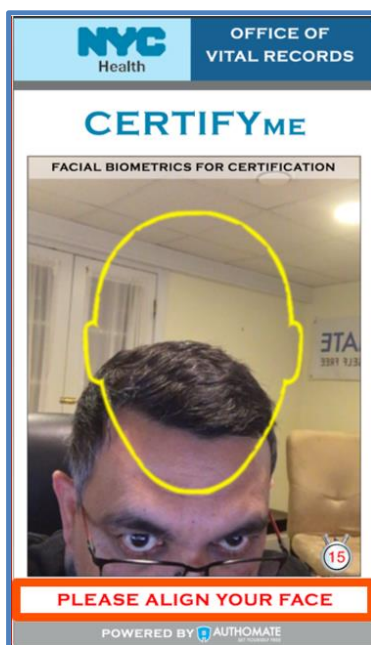 NYC
Health
OFFICE OF
VITAL RECORDS
CERTIFYME
FACIAL BIOMETRICS FOR CERTIFICATION
15
PLEASE ALIGN YOUR FACE
POWERED BY AUTHOMATE